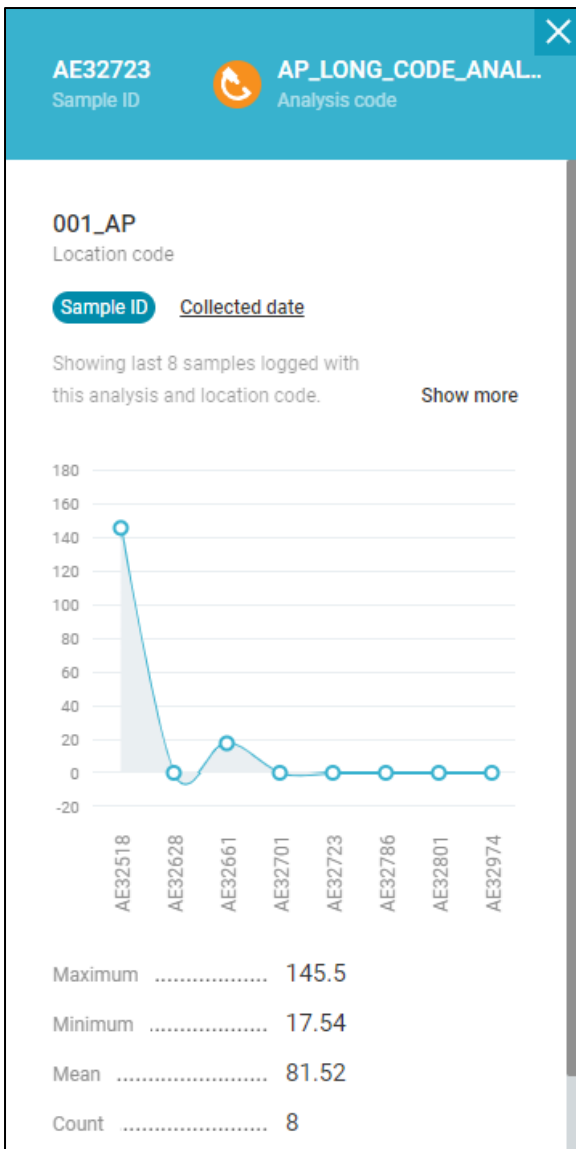 AE32723
Sample ID
AP_LONG_CODE_ANAL...
Analysis code
001_AP
Location code
Sample ID
Collected date
Showing last 8 samples logged with
this analysis and location code.
Show more
180
160
140
120
100
80
60
40
20
0
-20
AE32518
AE32628
AE32661
AE32701
AE32723
AE32786
AE32801
AE32974
Maximum ................... 145.5
Minimum .................... 17.54
Mean ......................... 81.52
Count ........................ 8